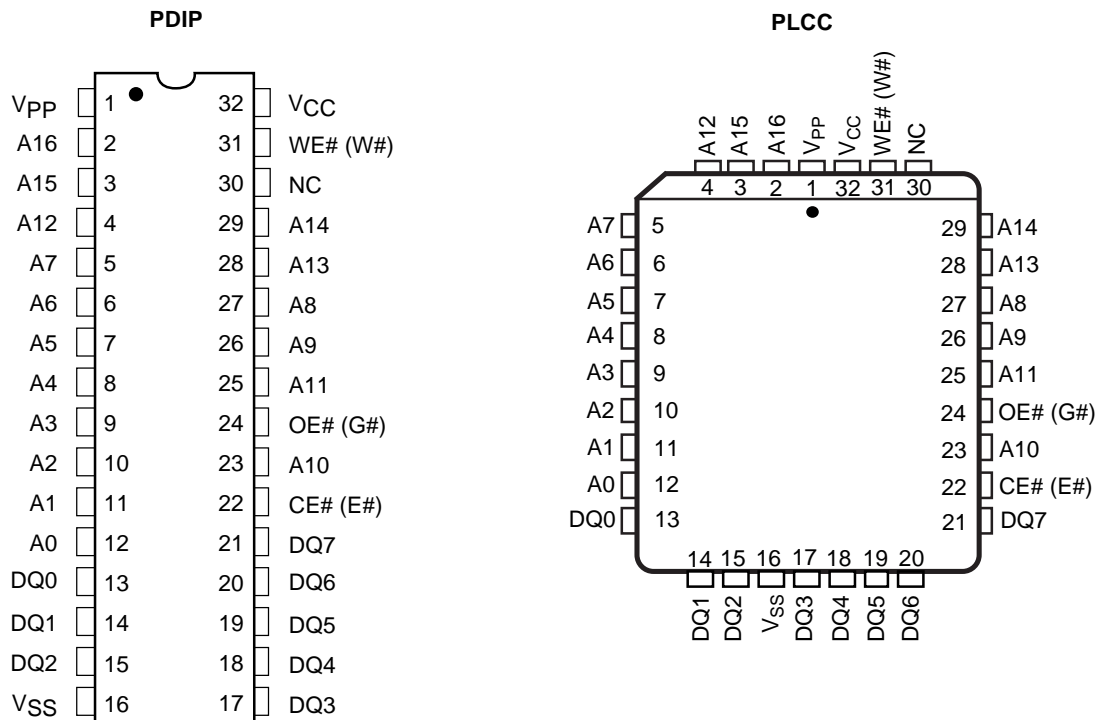 PDIP
VPP 1 32 VCC
A16 2 31 WE# (W#)
A15 3 30 NC
A12 4 29 A14
A7 5 28 A13
A6 6 27 A8
A5 7 26 A9
A4 8 25 A11
A3 9 24 OE# (G#)
A2 10 23 A10
A1 11 22 CE# (E#)
A0 12 21 DQ7
DQ0 13 20 DQ6
DQ1 14 19 DQ5
DQ2 15 18 DQ4
VSS 16 17 DQ3
PLCC
A12 A15 A16 VPP VCC WE# (W#) NC
4 3 2 1 32 31 30
A7 5 29 A14
A6 6 28 A13
A5 7 27 A8
A4 8 26 A9
A3 9 25 A11
A2 10 24 OE# (G#)
A1 11 23 A10
A0 12 22 CE# (E#)
DQ0 13 21 DQ7
14 15 16 17 18 19 20
DQ1 DQ2 VSS DQ3 DQ4 DQ5 DQ6